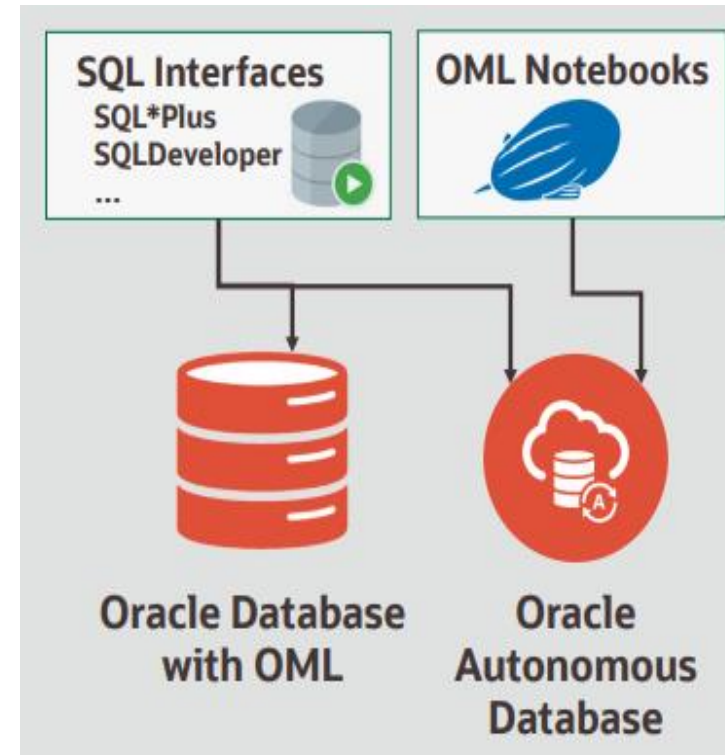 SQL Interfaces
SQL*Plus
SQLDeveloper
...
OML Notebooks
A
Oracle Database
with OML
Oracle
Autonomous
Database